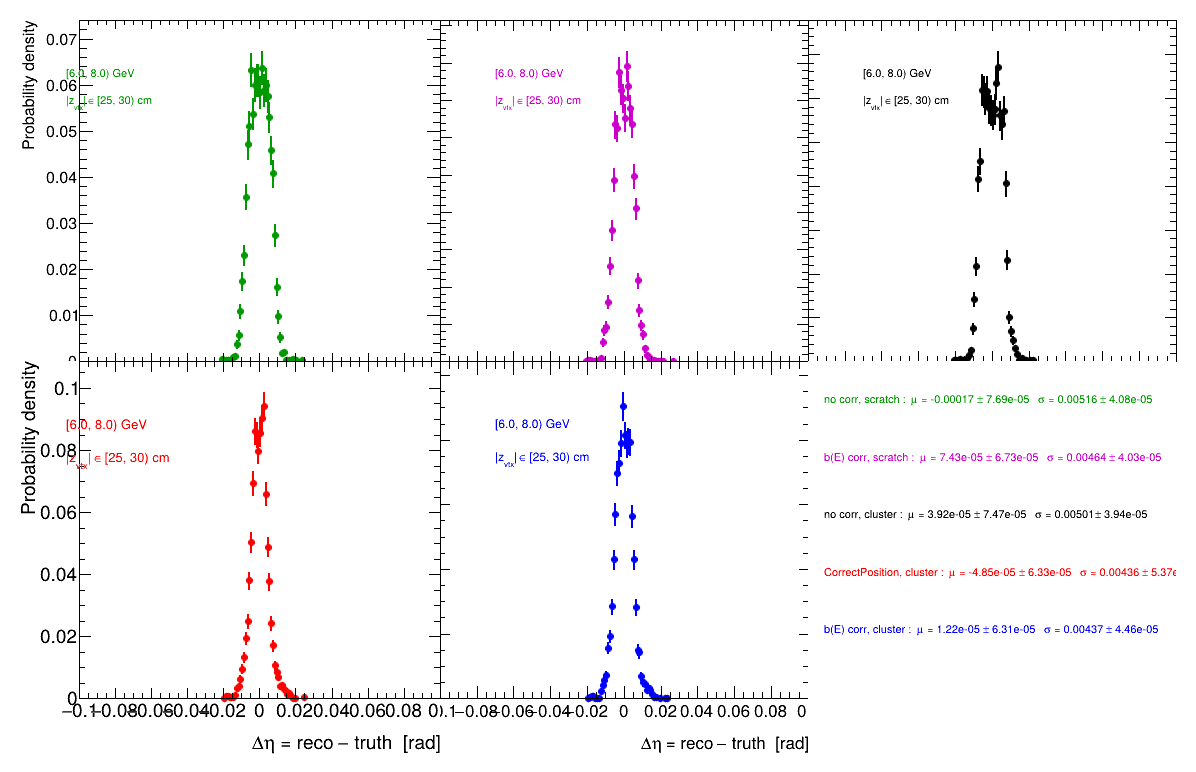 Probability density
0.07
0.06
0.05
0.04
0.03
0.02
0.01
0
[6.0, 8.0) GeV
|z_vtx| ∈ [25, 30) cm
[6.0, 8.0) GeV
|z_vtx| ∈ [25, 30) cm
[6.0, 8.0) GeV
|z_vtx| ∈ [25, 30) cm
Probability density
0.1
0.08
0.06
0.04
0.02
0
[6.0, 8.0) GeV
|z_vtx| ∈ [25, 30) cm
[6.0, 8.0) GeV
|z_vtx| ∈ [25, 30) cm
no corr, scratch : μ = -0.00017 ± 7.69e-05 σ = 0.00516 ± 4.08e-05
b(E) corr, scratch : μ = 7.43e-05 ± 6.73e-05 σ = 0.00464 ± 4.03e-05
no corr, cluster : μ = 3.92e-05 ± 7.47e-05 σ = 0.00501 ± 3.94e-05
CorrectPosition, cluster : μ = -4.85e-05 ± 6.33e-05 σ = 0.00436 ± 5.37e
b(E) corr, cluster : μ = 1.22e-05 ± 6.31e-05 σ = 0.00437 ± 4.46e-05
−0.1 −0.08 −0.06 −0.04 −0.02 0 0.02 0.04 0.06 0.08 0.1 −0.08 −0.06 −0.04 −0.02 0 0.02 0.04 0.06 0.08 0
Δη = reco − truth [rad]
Δη = reco − truth [rad]